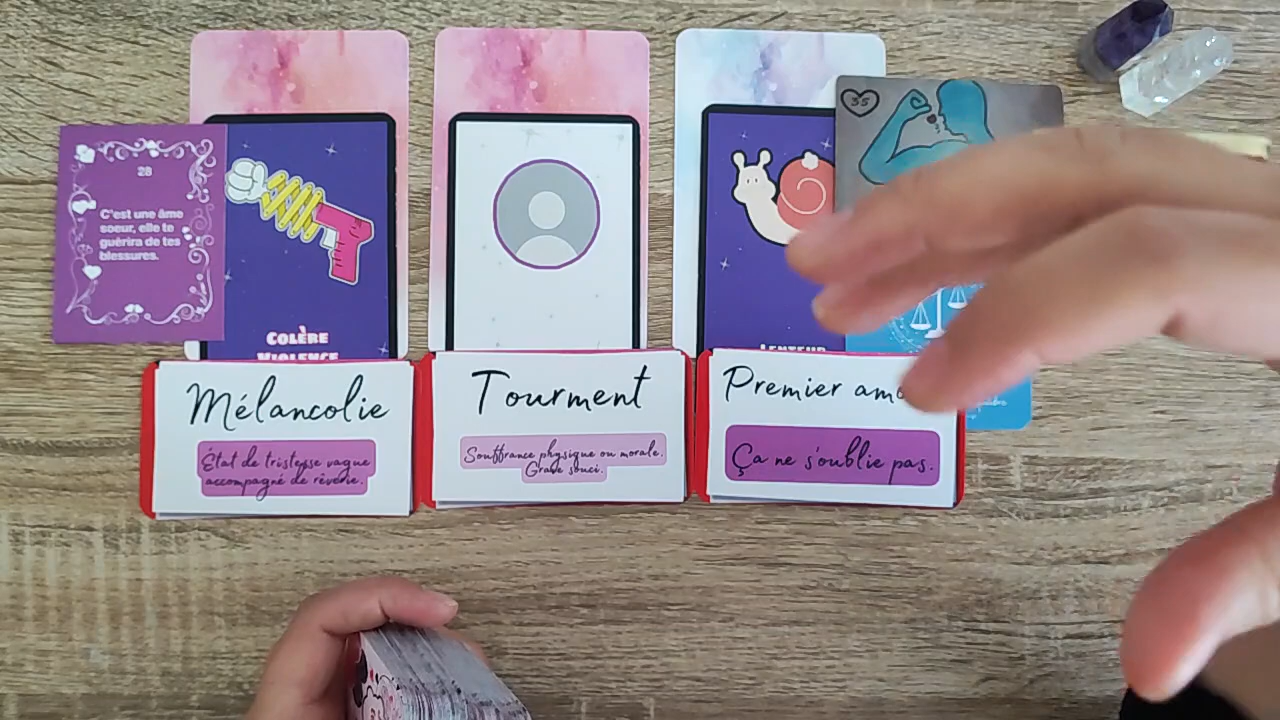 28
C'est une âme
soeur, elle te
guérira de tes
blessures.
COLÈRE
VIOLENCE
35
Mélancolie
État de tristesse vague
accompagné de rêverie.
Tourment
Souffrance physique ou morale.
Grave souci.
Premier
Ça ne s'oublie pas.